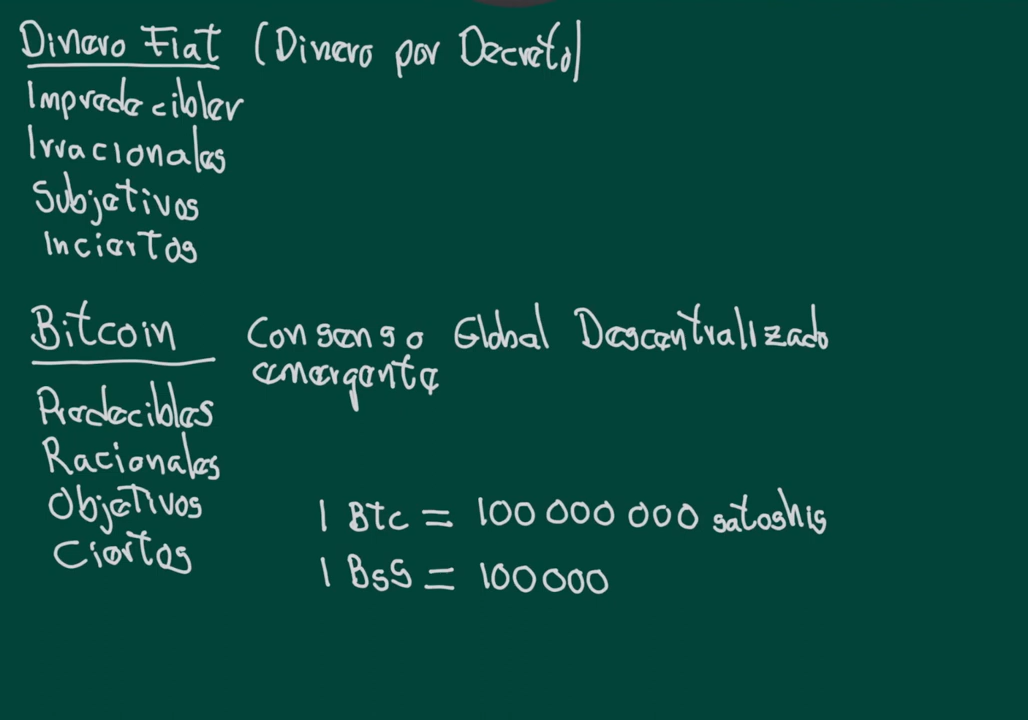 Dinero Fiat (Dinero por Decreto)
Impredecibles
Irracionales
Subjetivos
Inciertos
Bitcoin Consenso Global Descentralizado
emergente
Predecibles
Racionales
Objetivos
1 Btc = 100 000 000 satoshis
Ciertos
1 BsS = 100000